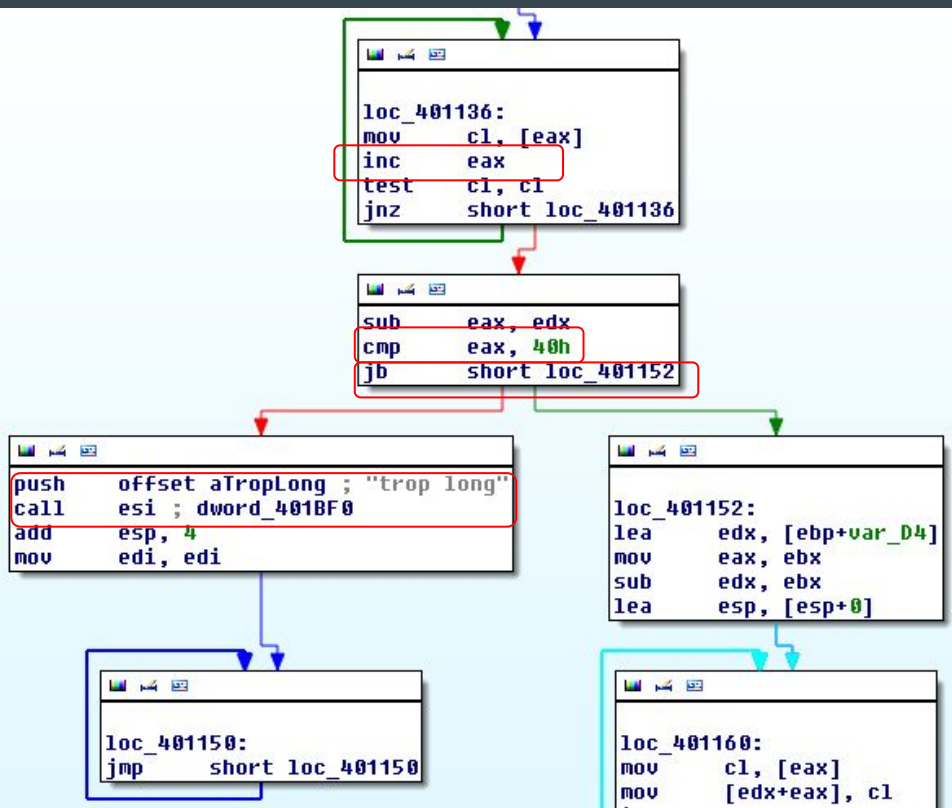 loc_401136:
mov cl, [eax]
inc eax
test cl, cl
jnz short loc_401136
sub eax, edx
cmp eax, 40h
jb short loc_401152
push offset aTropLong ; "trop long"
call esi ; dword_401BF0
add esp, 4
mov edi, edi
loc_401152:
lea edx, [ebp+var_D4]
mov eax, ebx
sub edx, ebx
lea esp, [esp+0]
loc_401150:
jmp short loc_401150
loc_401160:
mov cl, [eax]
mov [edx+eax], cl